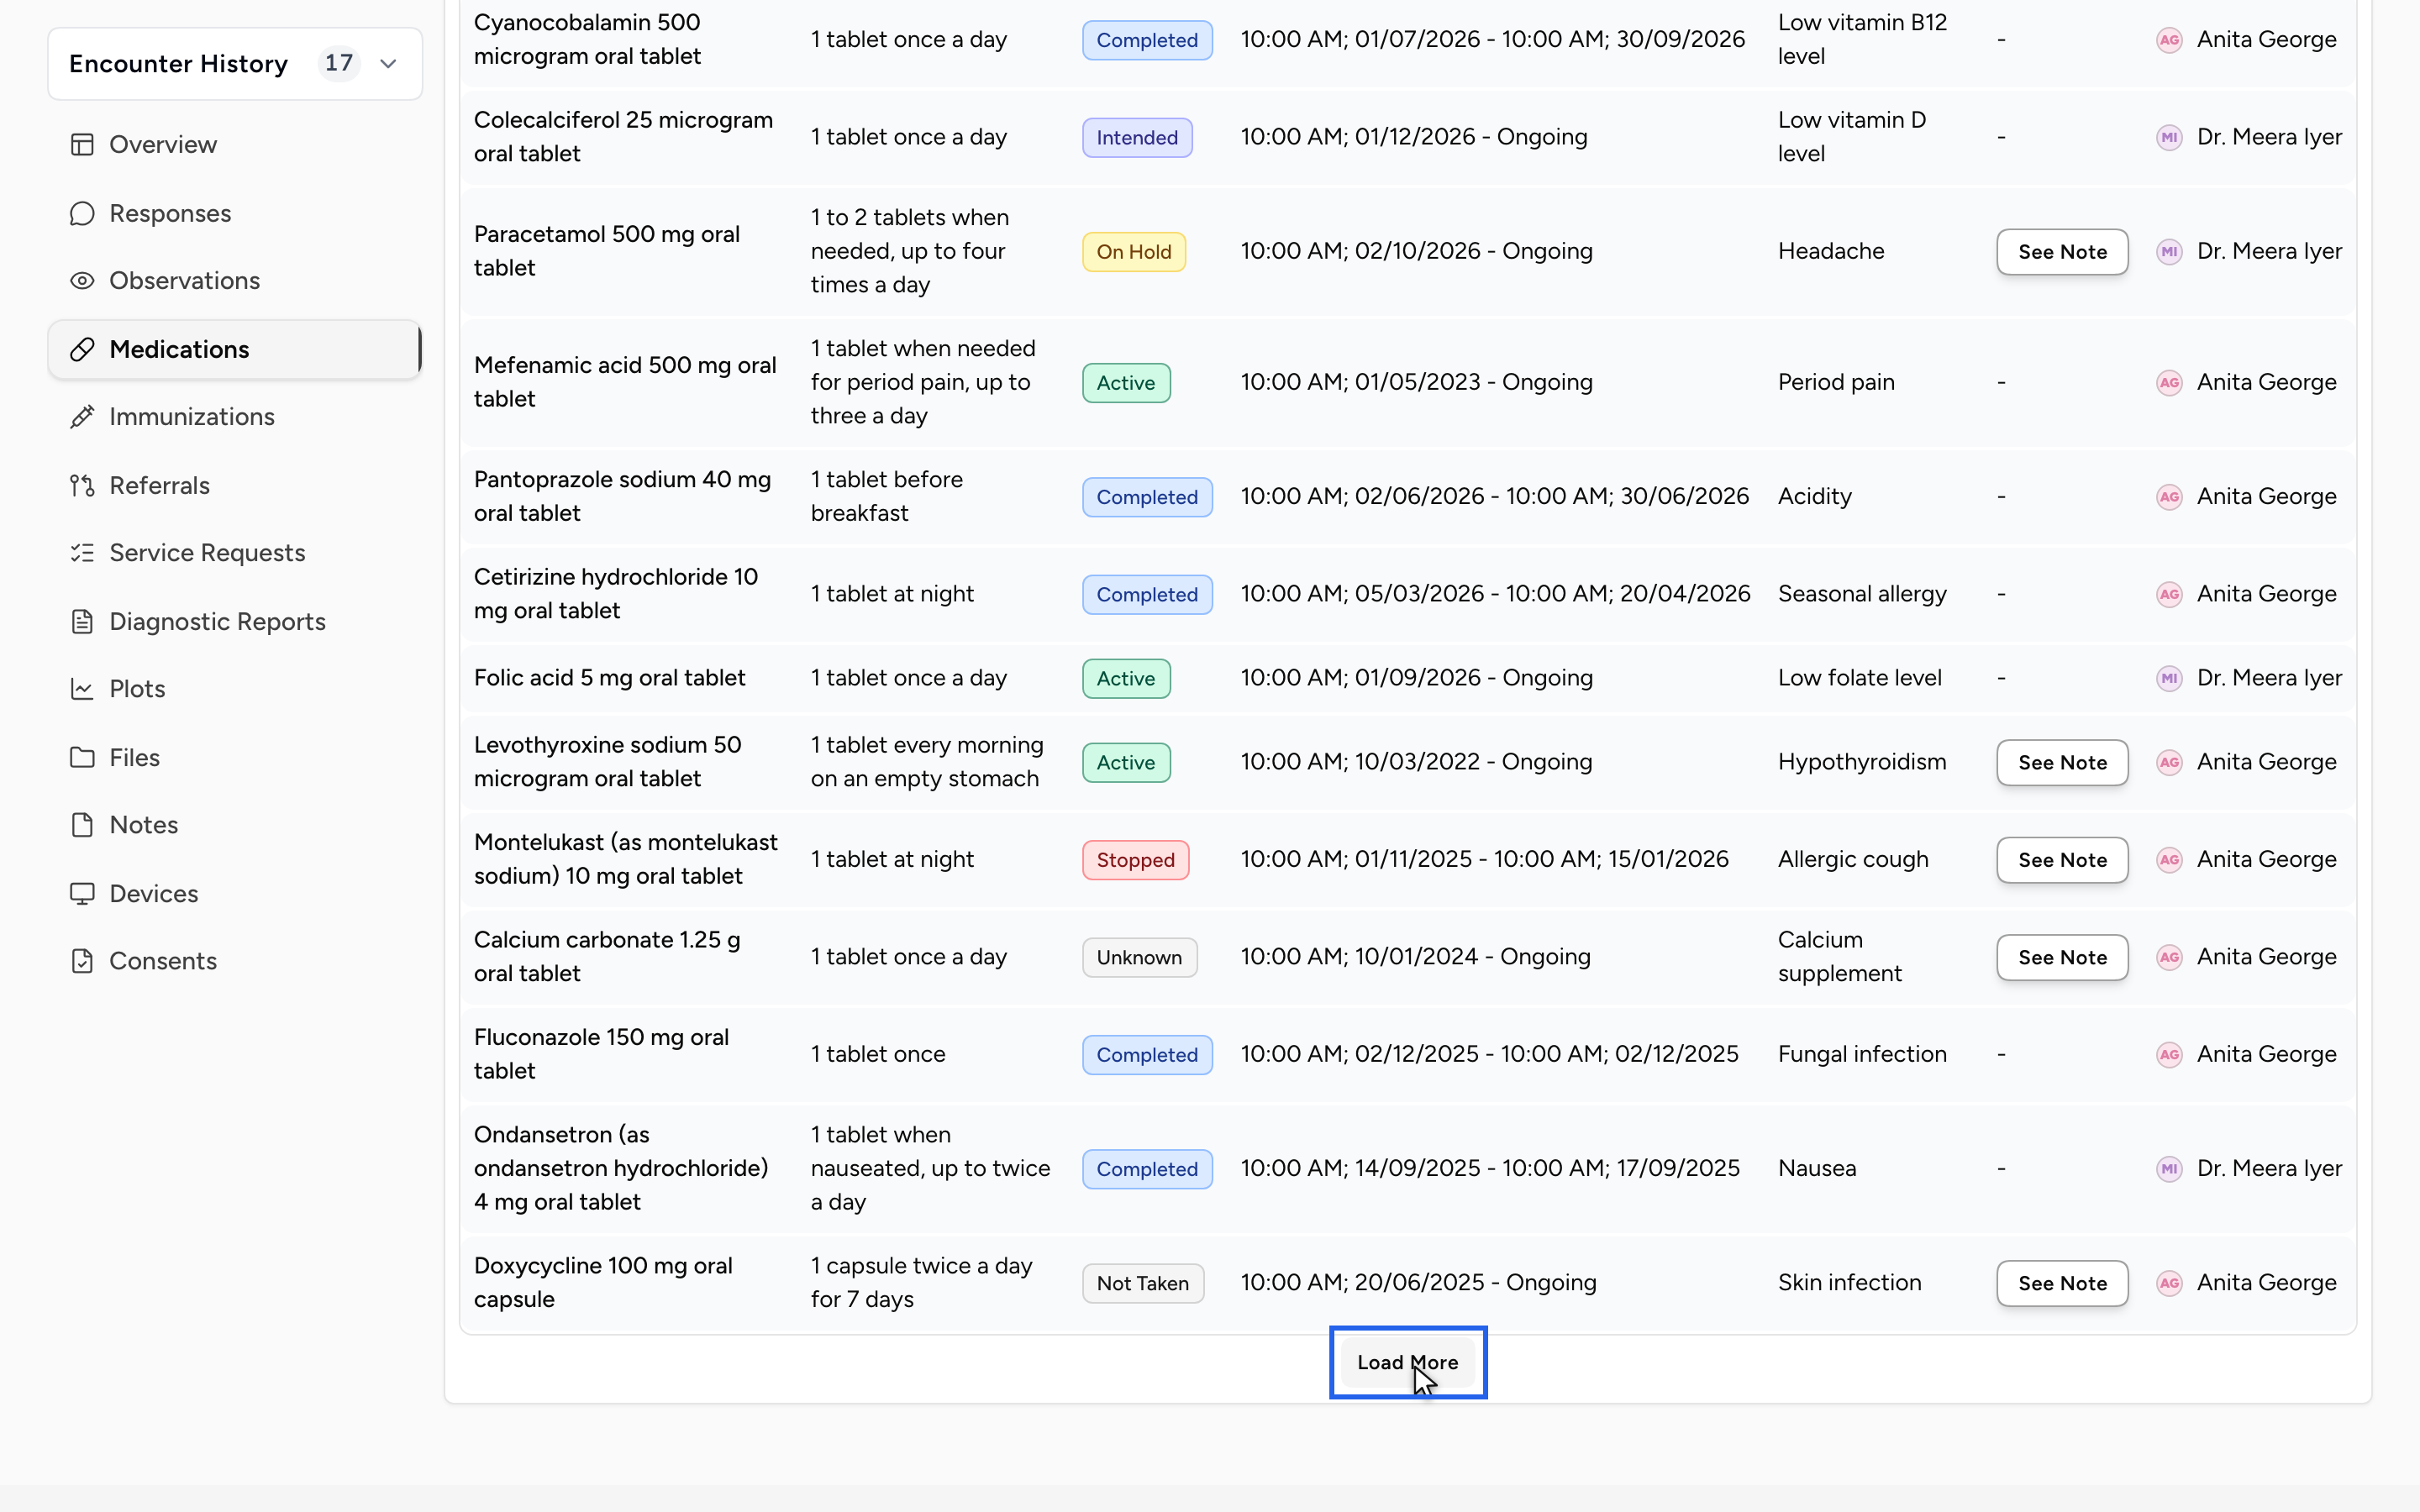 Encounter History 17
Overview
Responses
Observations
Medications
Immunizations
Referrals
Service Requests
Diagnostic Reports
Plots
Files
Notes
Devices
Consents
Cyanocobalamin 500
microgram oral tablet
1 tablet once a day
Completed
10:00 AM; 01/07/2026 - 10:00 AM; 30/09/2026
Low vitamin B12
level
-
AG Anita George
Colecalciferol 25 microgram
oral tablet
1 tablet once a day
Intended
10:00 AM; 01/12/2026 - Ongoing
Low vitamin D
level
-
MI Dr. Meera Iyer
Paracetamol 500 mg oral
tablet
1 to 2 tablets when
needed, up to four
times a day
On Hold
10:00 AM; 02/10/2026 - Ongoing
Headache
See Note
MI Dr. Meera Iyer
Mefenamic acid 500 mg oral
tablet
1 tablet when needed
for period pain, up to
three a day
Active
10:00 AM; 01/05/2023 - Ongoing
Period pain
-
AG Anita George
Pantoprazole sodium 40 mg
oral tablet
1 tablet before
breakfast
Completed
10:00 AM; 02/06/2026 - 10:00 AM; 30/06/2026
Acidity
-
AG Anita George
Cetirizine hydrochloride 10
mg oral tablet
1 tablet at night
Completed
10:00 AM; 05/03/2026 - 10:00 AM; 20/04/2026
Seasonal allergy
-
AG Anita George
Folic acid 5 mg oral tablet
1 tablet once a day
Active
10:00 AM; 01/09/2026 - Ongoing
Low folate level
-
MI Dr. Meera Iyer
Levothyroxine sodium 50
microgram oral tablet
1 tablet every morning
on an empty stomach
Active
10:00 AM; 10/03/2022 - Ongoing
Hypothyroidism
See Note
AG Anita George
Montelukast (as montelukast
sodium) 10 mg oral tablet
1 tablet at night
Stopped
10:00 AM; 01/11/2025 - 10:00 AM; 15/01/2026
Allergic cough
See Note
AG Anita George
Calcium carbonate 1.25 g
oral tablet
1 tablet once a day
Unknown
10:00 AM; 10/01/2024 - Ongoing
Calcium
supplement
See Note
AG Anita George
Fluconazole 150 mg oral
tablet
1 tablet once
Completed
10:00 AM; 02/12/2025 - 10:00 AM; 02/12/2025
Fungal infection
-
AG Anita George
Ondansetron (as
ondansetron hydrochloride)
4 mg oral tablet
1 tablet when
nauseated, up to twice
a day
Completed
10:00 AM; 14/09/2025 - 10:00 AM; 17/09/2025
Nausea
-
MI Dr. Meera Iyer
Doxycycline 100 mg oral
capsule
1 capsule twice a day
for 7 days
Not Taken
10:00 AM; 20/06/2025 - Ongoing
Skin infection
See Note
AG Anita George
Load More